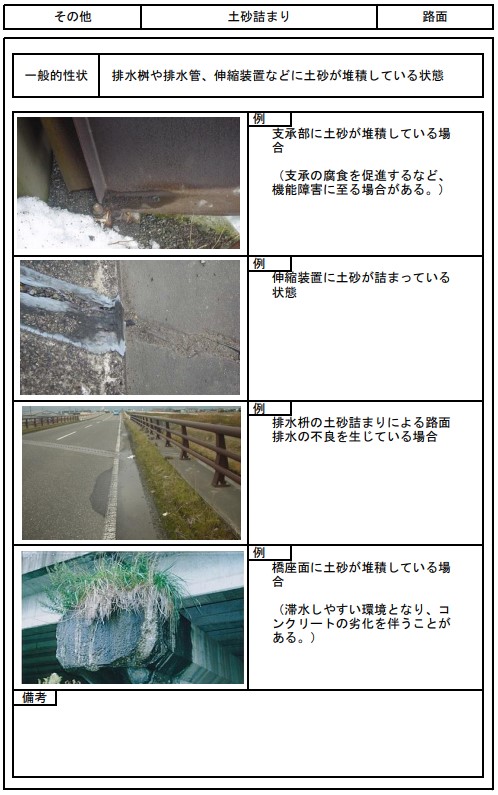 その他
土砂詰まり
路面
一般的性状
排水桝や排水管、伸縮装置などに土砂が堆積している状態
例
支承部に土砂が堆積している場
合
（支承の腐食を促進するなど、
機能障害に至る場合がある。）
例
伸縮装置に土砂が詰まっている
状態
例
排水枡の土砂詰まりによる路面
排水の不良を生じている場合
例
橋座面に土砂が堆積している場
合
（滞水しやすい環境となり、コ
ンクリートの劣化を伴うことが
ある。）
備考